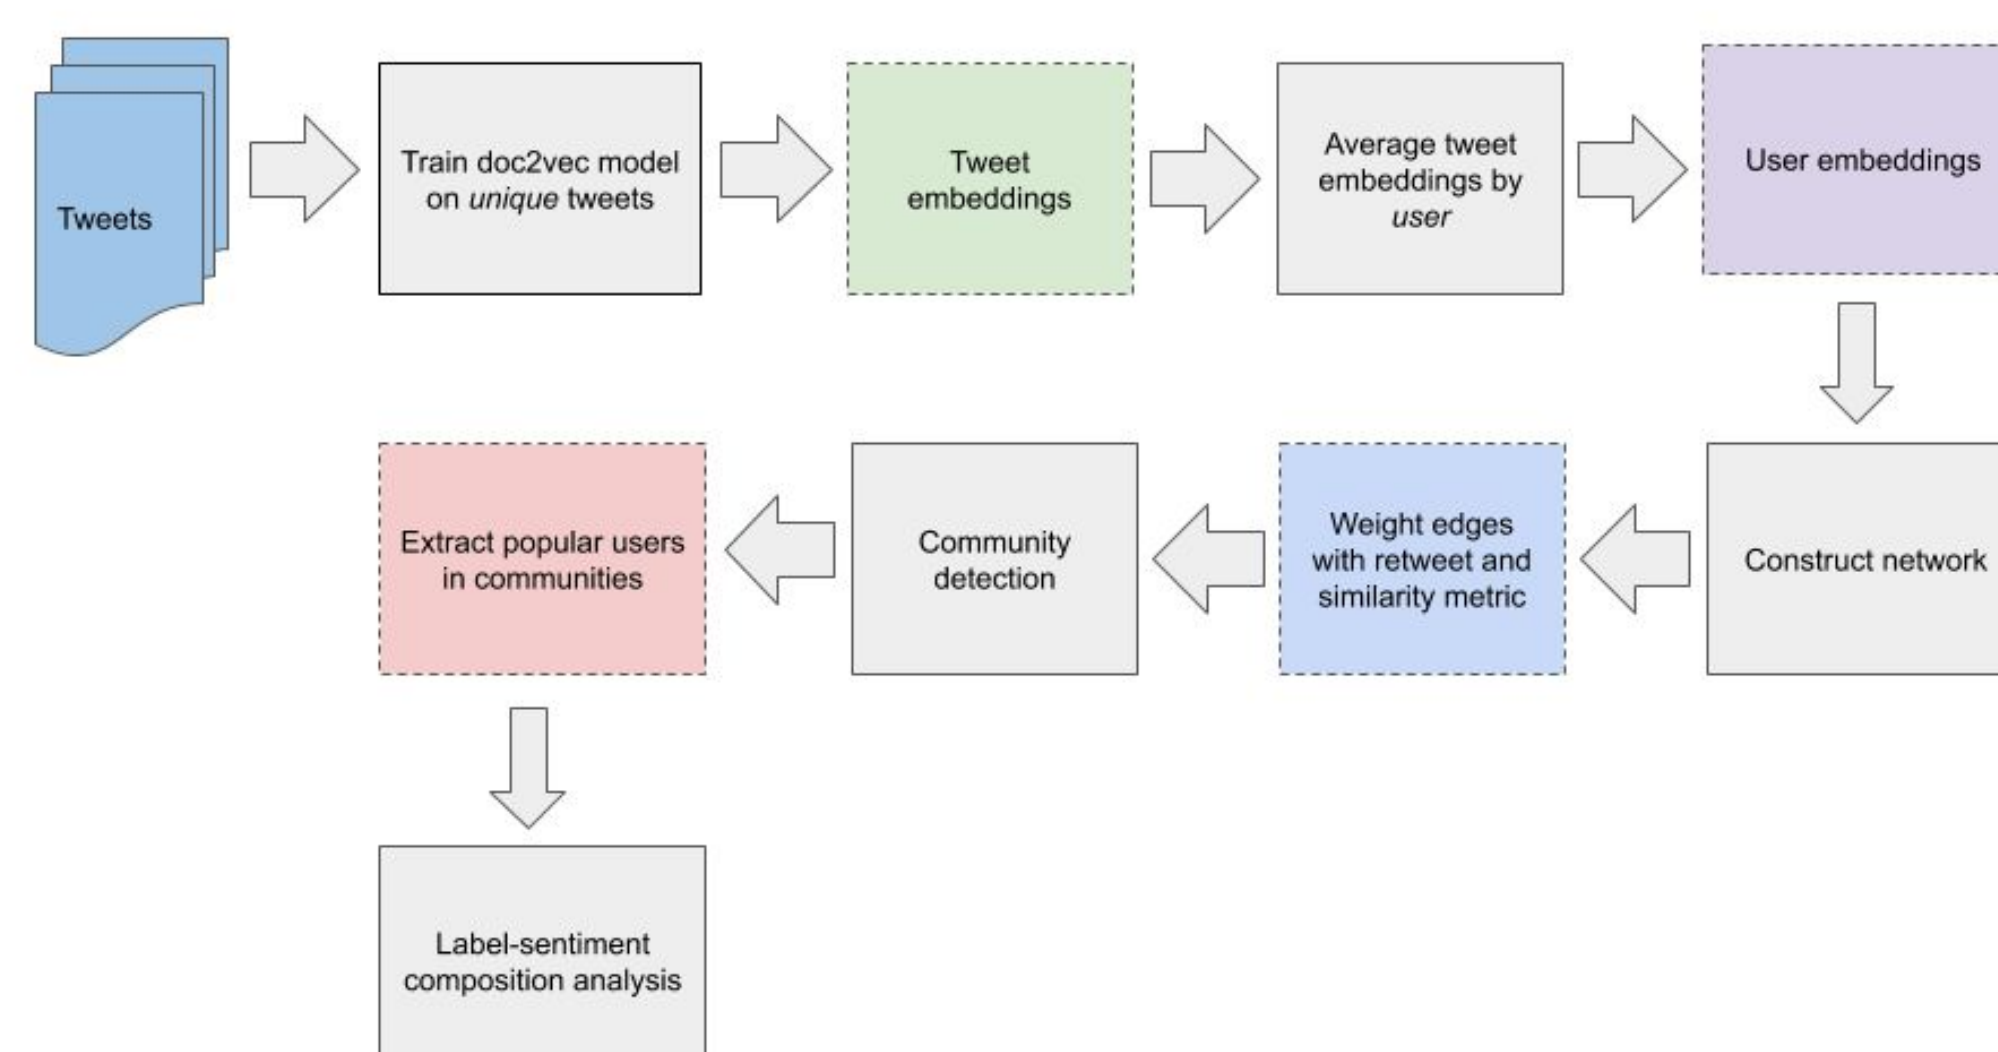 Tweets
Train doc2vec model
on unique tweets
Tweet
embeddings
Average tweet
embeddings by
user
User embeddings
Extract popular users
in communities
Community
detection
Weight edges
with retweet and
similarity metric
Construct network
Label-sentiment
composition analysis